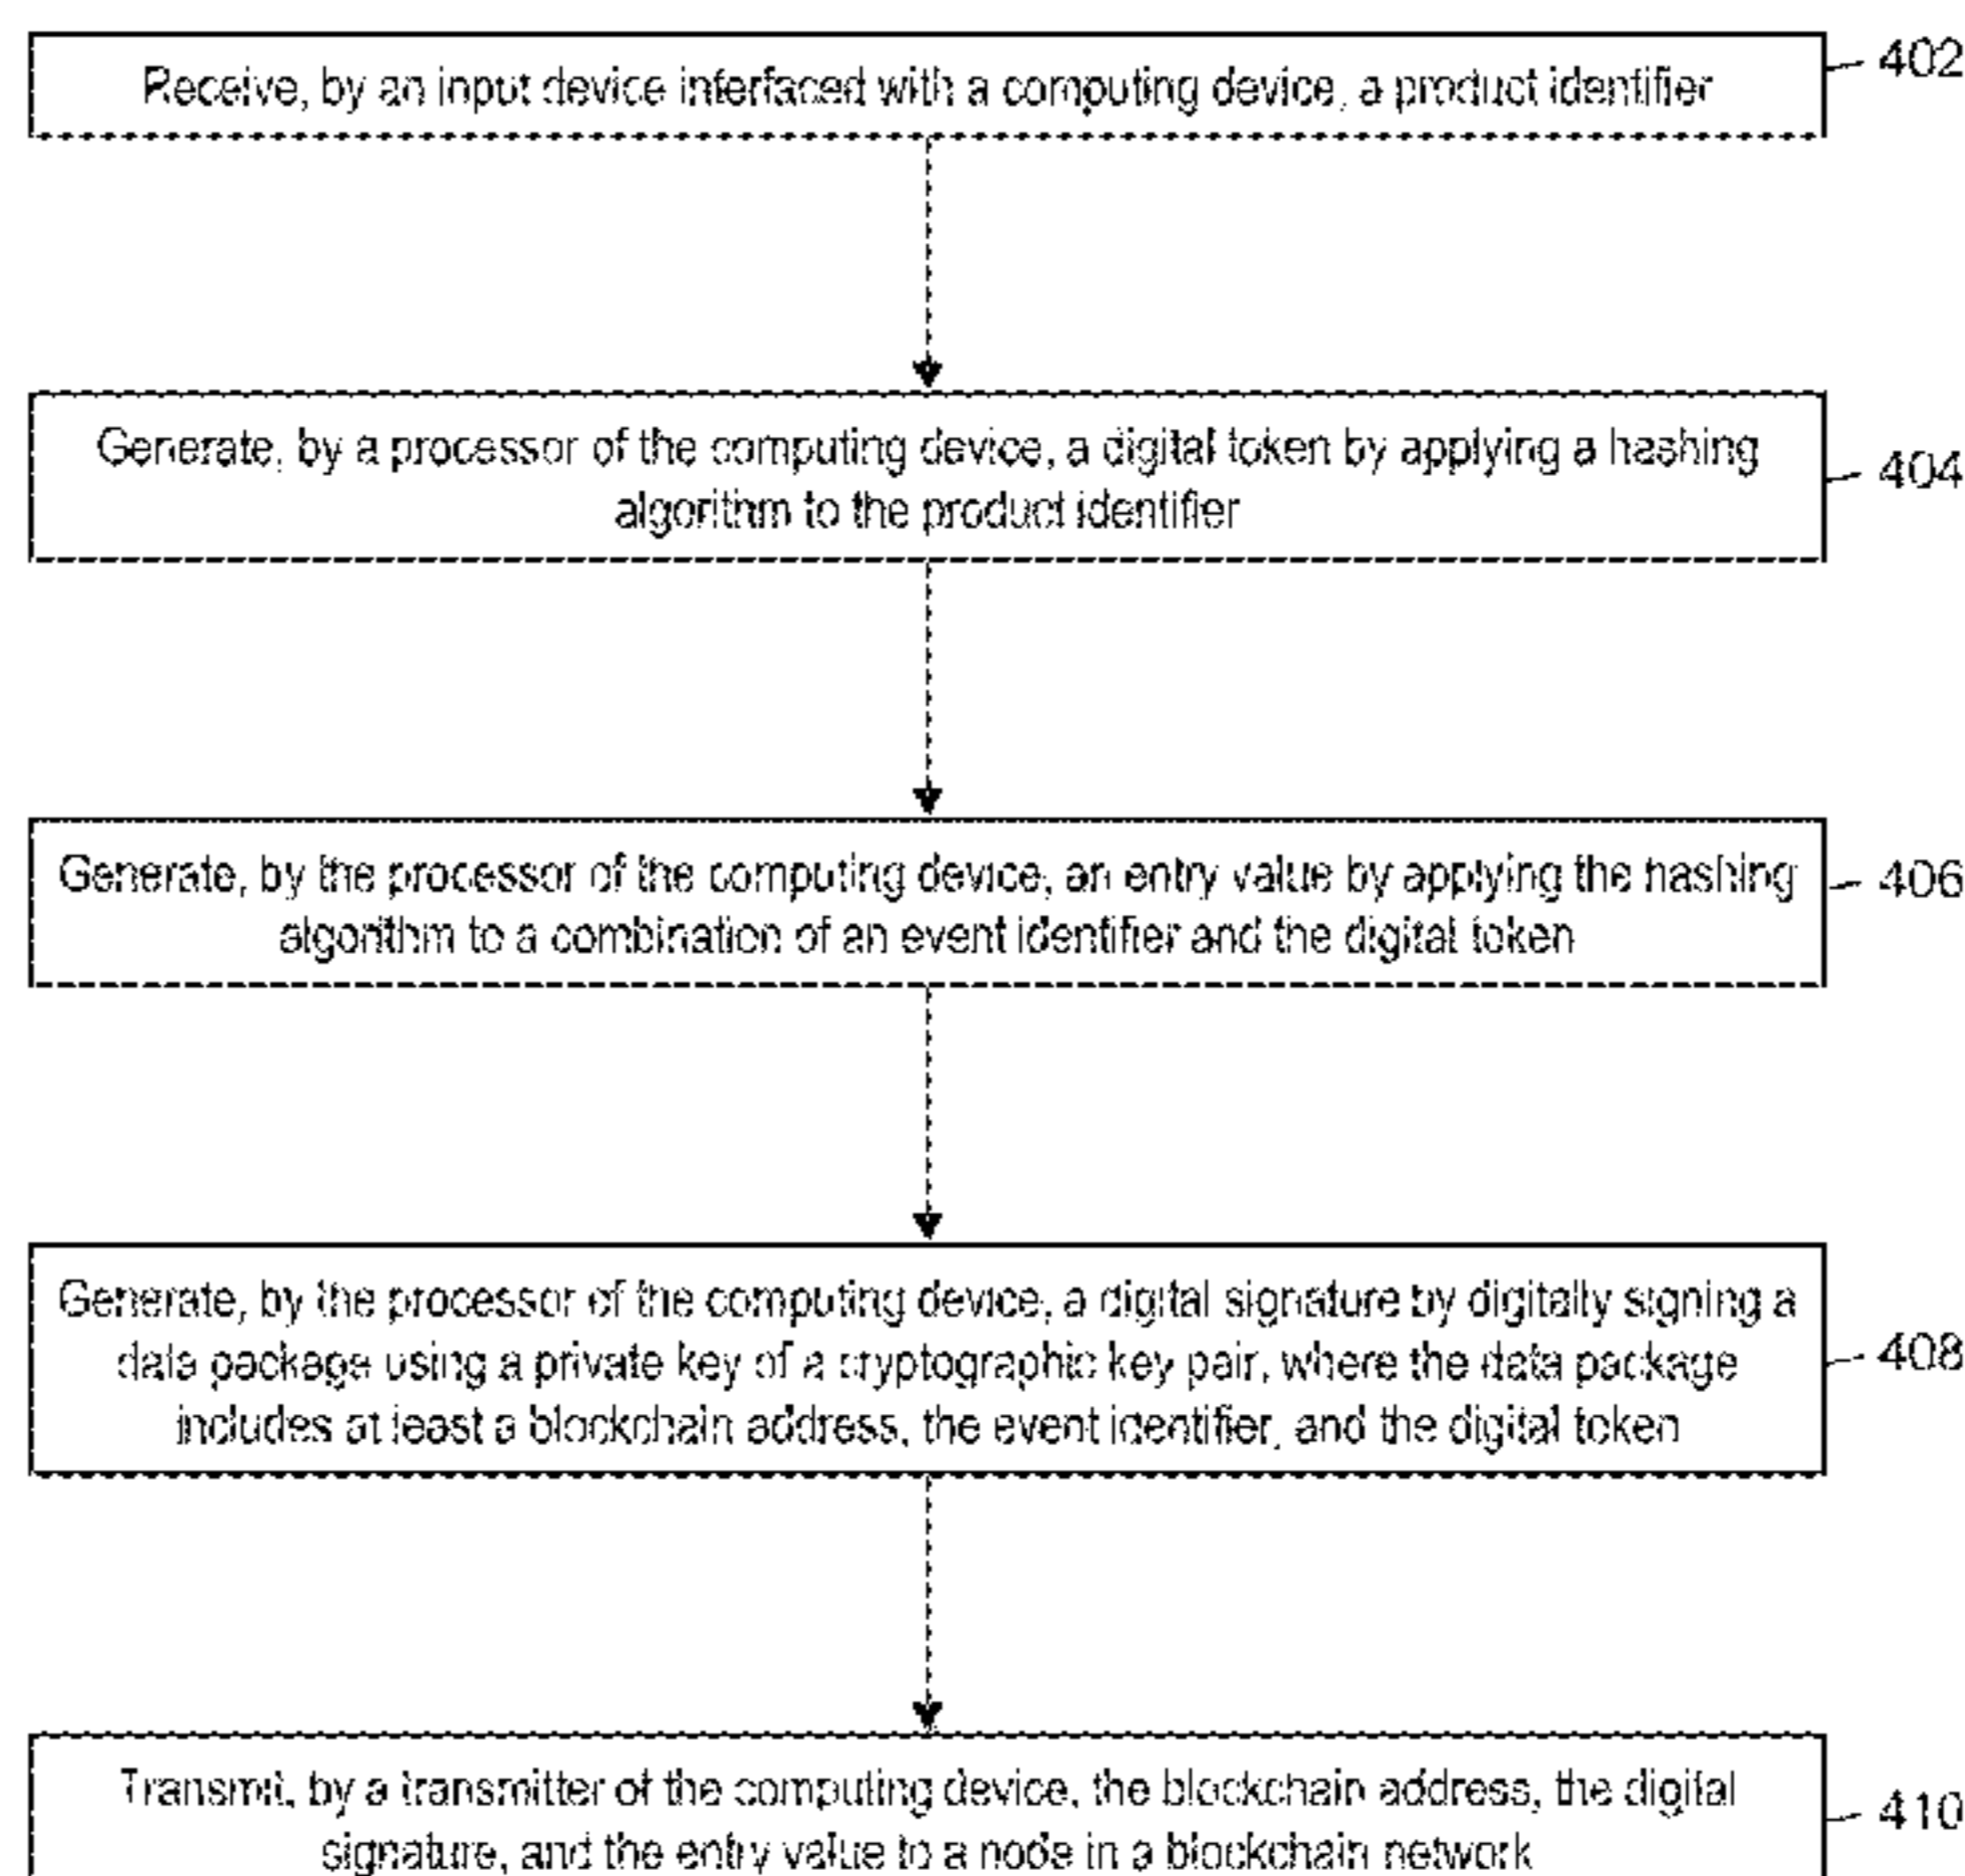 Receive, by an input device interfaced with a computing device, a product identifier
402
Generate, by a processor of the computing device, a digital token by applying a hashing
algorithm to the product identifier
404
Generate, by the processor of the computing device, an entry value by applying the hashing
algorithm to a combination of an event identifier and the digital token
406
Generate, by the processor of the computing device, a digital signature by digitally signing a
data package using a private key of a cryptographic key pair, where the data package
includes at least a blockchain address, the event identifier, and the digital token
408
Transmit, by a transmitter of the computing device, the blockchain address, the digital
signature, and the entry value to a node in a blockchain network
410